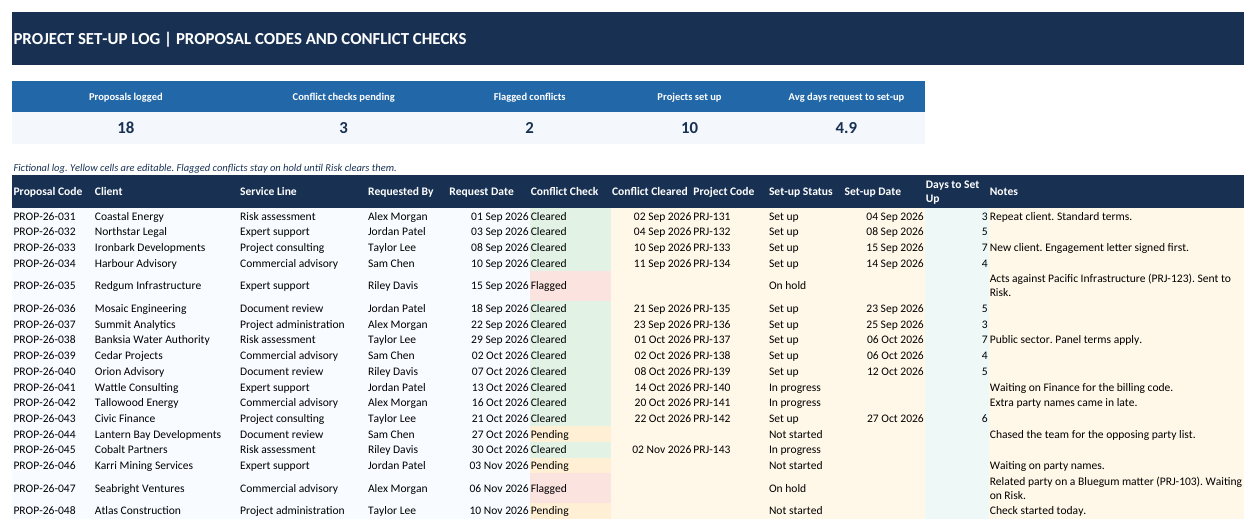 PROJECT SET-UP LOG | PROPOSAL CODES AND CONFLICT CHECKS
Proposals logged Conflict checks pending Flagged conflicts Projects set up Avg days request to set-up
18 3 2 10 4.9
Fictional log. Yellow cells are editable. Flagged conflicts stay on hold until Risk clears them.
Proposal Code Client Service Line Requested By Request Date Conflict Check Conflict Cleared Project Code Set-up Status Set-up Date Days to Set Up Notes
PROP-26-031 Coastal Energy Risk assessment Alex Morgan 01 Sep 2026 Cleared 02 Sep 2026 PRJ-131 Set up 04 Sep 2026 3 Repeat client. Standard terms.
PROP-26-032 Northstar Legal Expert support Jordan Patel 03 Sep 2026 Cleared 04 Sep 2026 PRJ-132 Set up 08 Sep 2026 5
PROP-26-033 Ironbark Developments Project consulting Taylor Lee 08 Sep 2026 Cleared 10 Sep 2026 PRJ-133 Set up 15 Sep 2026 7 New client. Engagement letter signed first.
PROP-26-034 Harbour Advisory Commercial advisory Sam Chen 10 Sep 2026 Cleared 11 Sep 2026 PRJ-134 Set up 14 Sep 2026 4
PROP-26-035 Redgum Infrastructure Expert support Riley Davis 15 Sep 2026 Flagged On hold Acts against Pacific Infrastructure (PRJ-123). Sent to Risk.
PROP-26-036 Mosaic Engineering Document review Jordan Patel 18 Sep 2026 Cleared 21 Sep 2026 PRJ-135 Set up 23 Sep 2026 5
PROP-26-037 Summit Analytics Project administration Alex Morgan 22 Sep 2026 Cleared 23 Sep 2026 PRJ-136 Set up 25 Sep 2026 3
PROP-26-038 Banksia Water Authority Risk assessment Taylor Lee 29 Sep 2026 Cleared 01 Oct 2026 PRJ-137 Set up 06 Oct 2026 7 Public sector. Panel terms apply.
PROP-26-039 Cedar Projects Commercial advisory Sam Chen 02 Oct 2026 Cleared 02 Oct 2026 PRJ-138 Set up 06 Oct 2026 4
PROP-26-040 Orion Advisory Document review Riley Davis 07 Oct 2026 Cleared 08 Oct 2026 PRJ-139 Set up 12 Oct 2026 5
PROP-26-041 Wattle Consulting Expert support Jordan Patel 13 Oct 2026 Cleared 14 Oct 2026 PRJ-140 In progress Waiting on Finance for the billing code.
PROP-26-042 Tallowood Energy Commercial advisory Alex Morgan 16 Oct 2026 Cleared 20 Oct 2026 PRJ-141 In progress Extra party names came in late.
PROP-26-043 Civic Finance Project consulting Taylor Lee 21 Oct 2026 Cleared 22 Oct 2026 PRJ-142 Set up 27 Oct 2026 6
PROP-26-044 Lantern Bay Developments Document review Sam Chen 27 Oct 2026 Pending Not started Chased the team for the opposing party list.
PROP-26-045 Cobalt Partners Risk assessment Riley Davis 30 Oct 2026 Cleared 02 Nov 2026 PRJ-143 In progress
PROP-26-046 Karri Mining Services Expert support Jordan Patel 03 Nov 2026 Pending Not started Waiting on party names.
PROP-26-047 Seabright Ventures Commercial advisory Alex Morgan 06 Nov 2026 Flagged On hold Related party on a Bluegum matter (PRJ-103). Waiting on Risk.
PROP-26-048 Atlas Construction Project administration Taylor Lee 10 Nov 2026 Pending Not started Check started today.